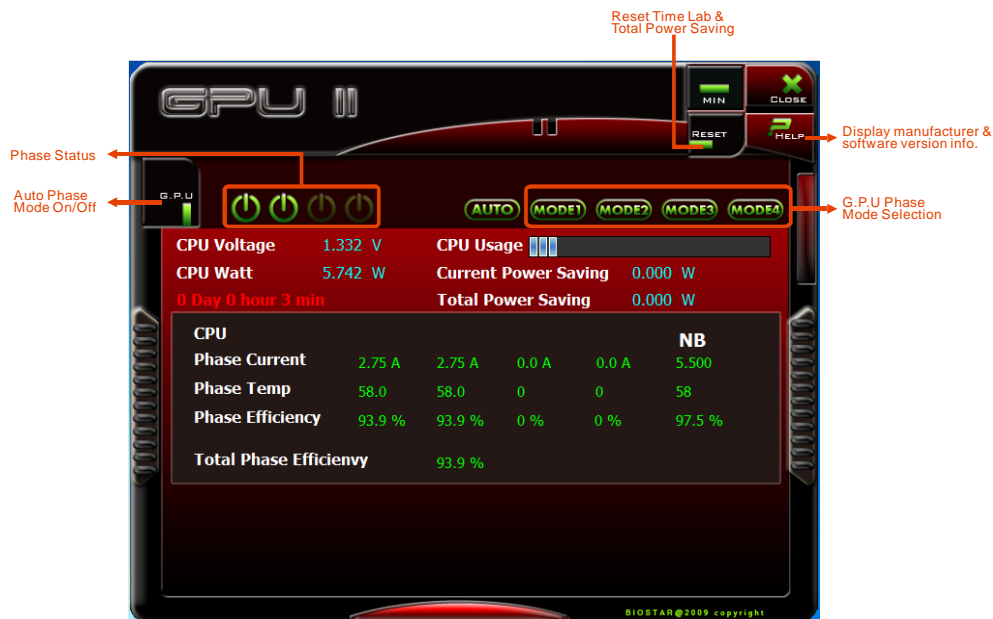 Reset Time Lab &
Total Power Saving
GPU II
MIN
CLOSE
RESET
HELP
Display manufacturer &
software version info.
Phase Status
Auto Phase
Mode On/Off
G.P.U
AUTO MODE1 MODE2 MODE3 MODE4
G.P.U Phase
Mode Selection
CPU Voltage 1.332 V CPU Usage
CPU Watt 5.742 W Current Power Saving 0.000 W
0 Day 0 hour 3 min Total Power Saving 0.000 W
CPU NB
Phase Current 2.75 A 2.75 A 0.0 A 0.0 A 5.500
Phase Temp 58.0 58.0 0 0 58
Phase Efficiency 93.9 % 93.9 % 0 % 0 % 97.5 %
Total Phase Efficienvy 93.9 %
BIOSTAR@2009 copyright